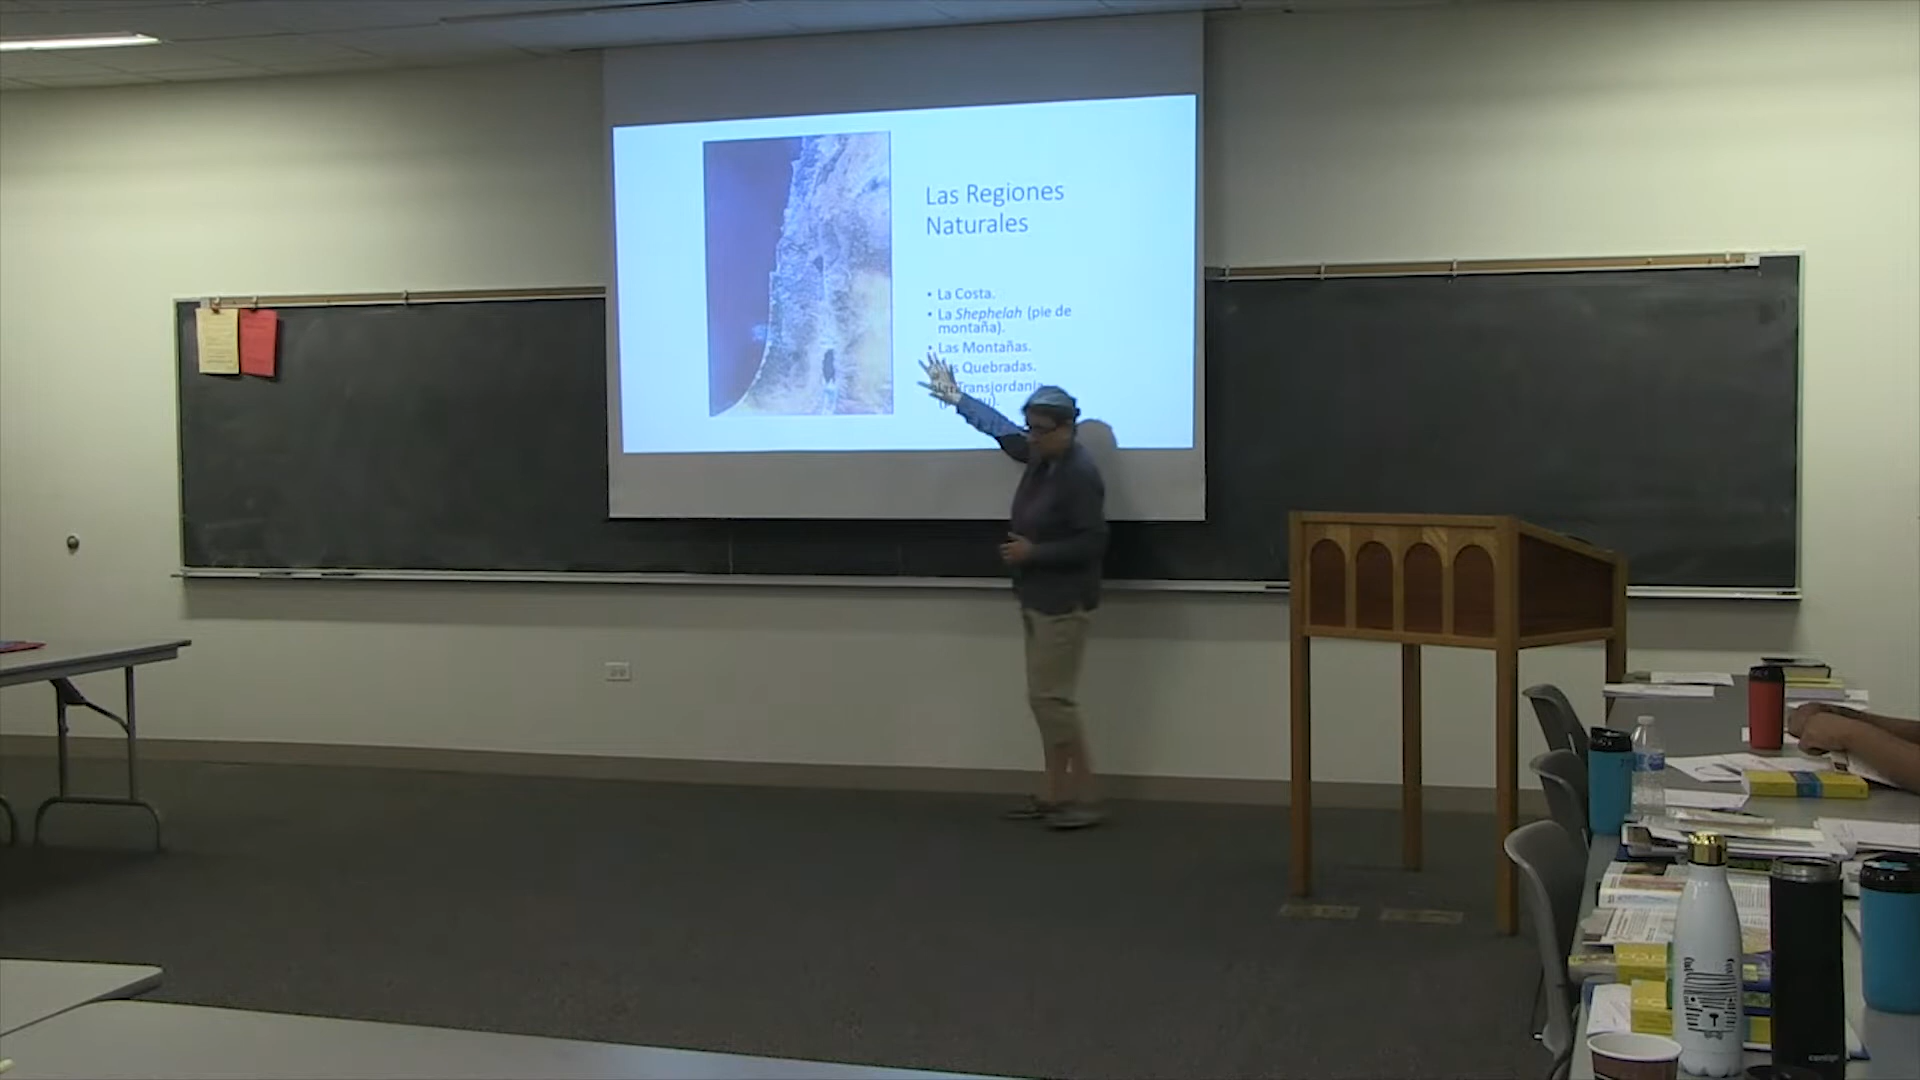 Las Regiones
Naturales
• La Costa.
• La Shephelah (pie de
montaña).
• Las Montañas.
Quebradas.
Transjordania